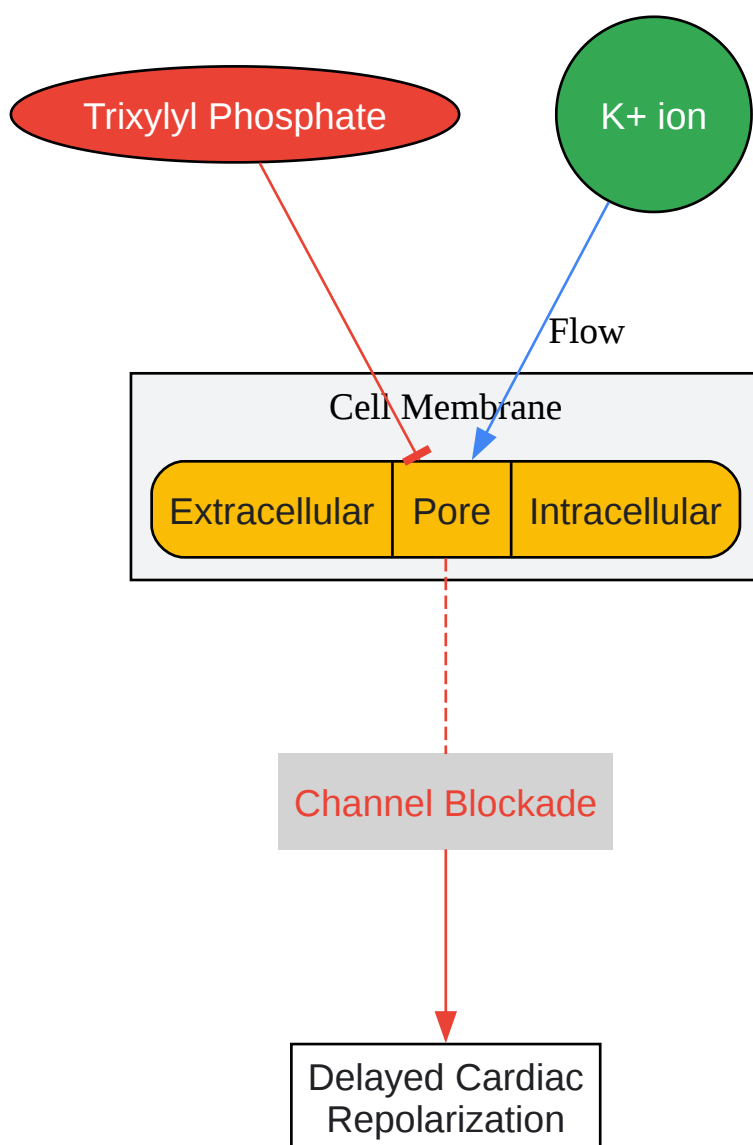 Trixylyl Phosphate
K+ ion
Flow
Cell Membrane
Extracellular
Pore
Intracellular
Channel Blockade
Delayed Cardiac
Repolarization